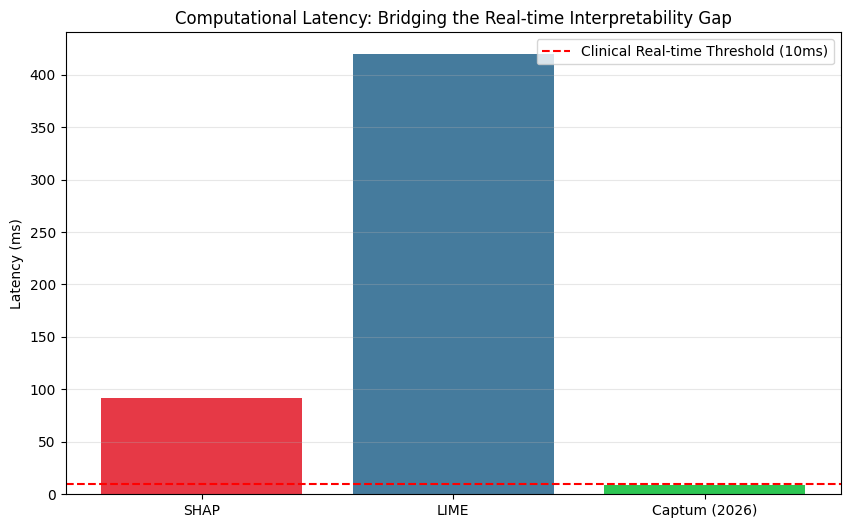 Computational Latency: Bridging the Real-time Interpretability Gap
Clinical Real-time Threshold (10ms)
Latency (ms)
400
350
300
250
200
150
100
50
0
SHAP
LIME
Captum (2026)